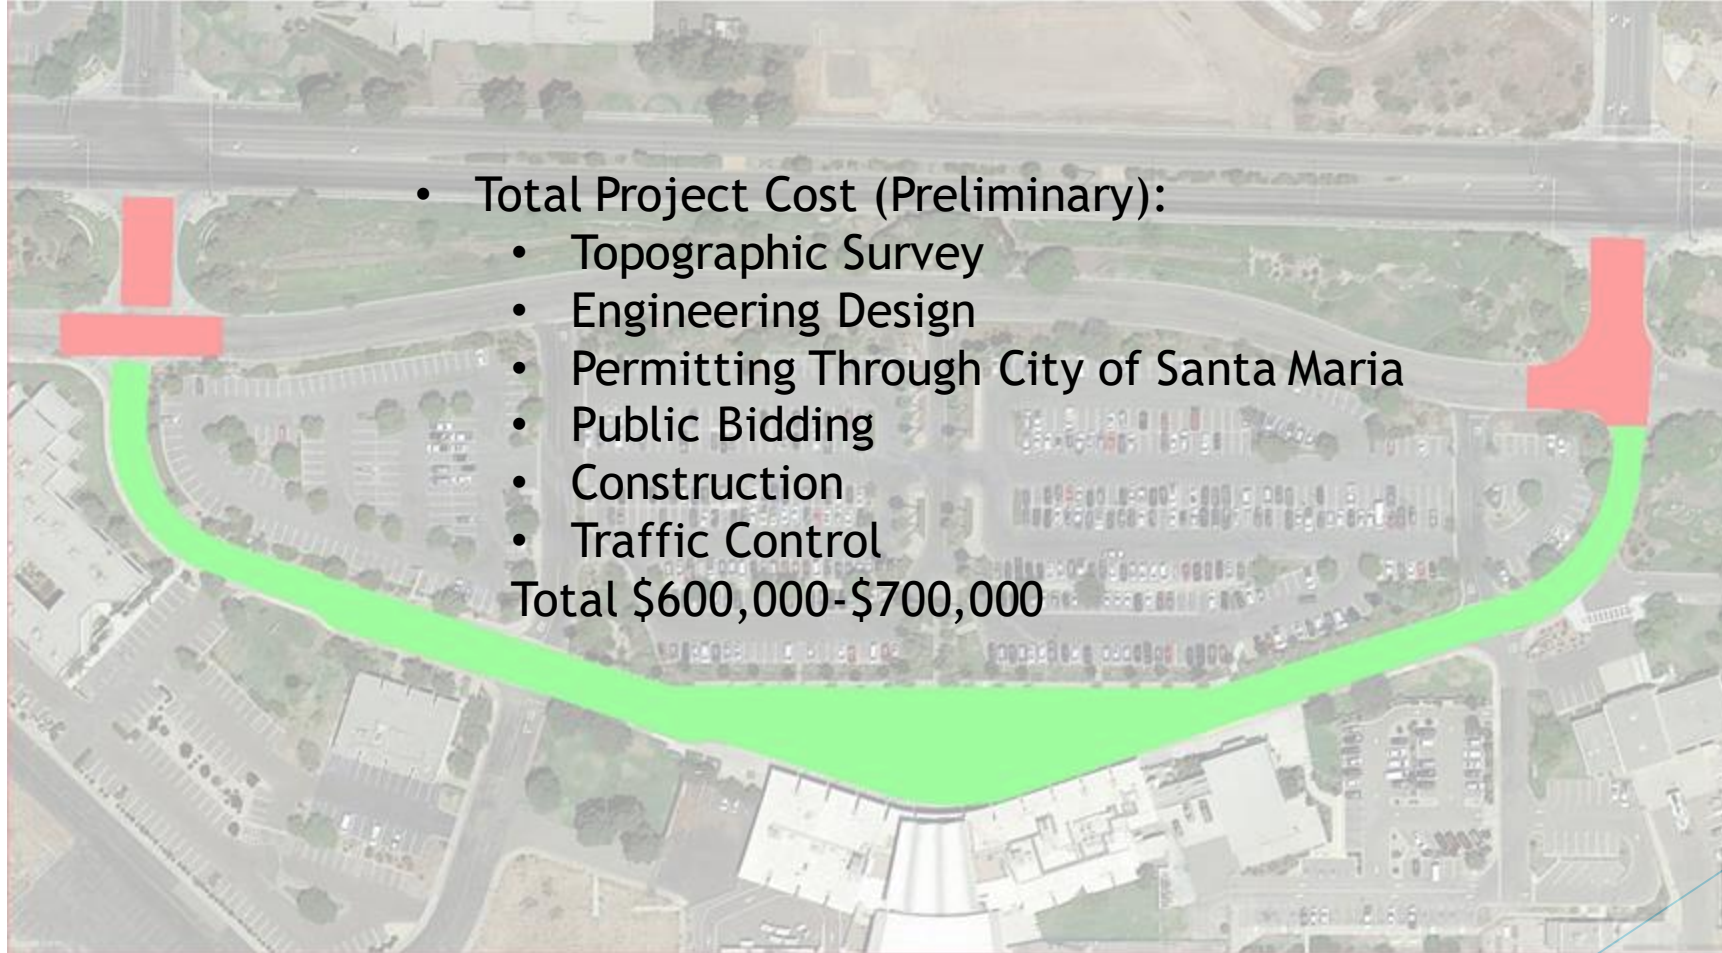 • Total Project Cost (Preliminary):
• Topographic Survey
• Engineering Design
• Permitting Through City of Santa Maria
• Public Bidding
• Construction
• Traffic Control
Total $600,000-$700,000